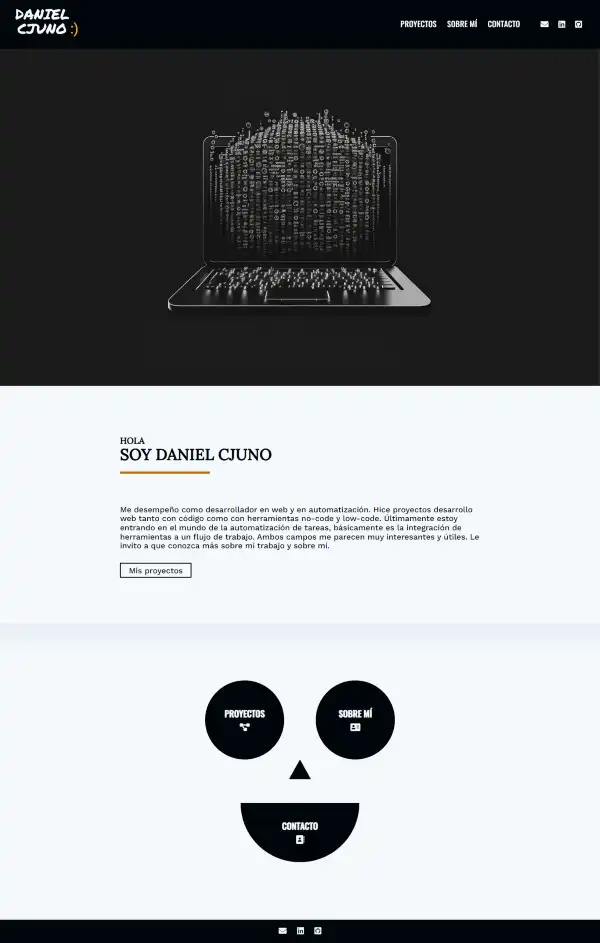 DANIEL
CJUNO :)
PROYECTOS SOBRE MÍ CONTACTO
HOLA
SOY DANIEL CJUNO
Me desempeño como desarrollador en web y en automatización. Hice proyectos desarrollo
web tanto con código como con herramientas no-code y low-code. Últimamente estoy
entrando en el mundo de la automatización de tareas, básicamente es la integración de
herramientas a un flujo de trabajo. Ambos campos me parecen muy interesantes y útiles. Le
invito a que conozca más sobre mi trabajo y sobre mi.
Mis proyectos
PROYECTOS
SOBRE MÍ
CONTACTO